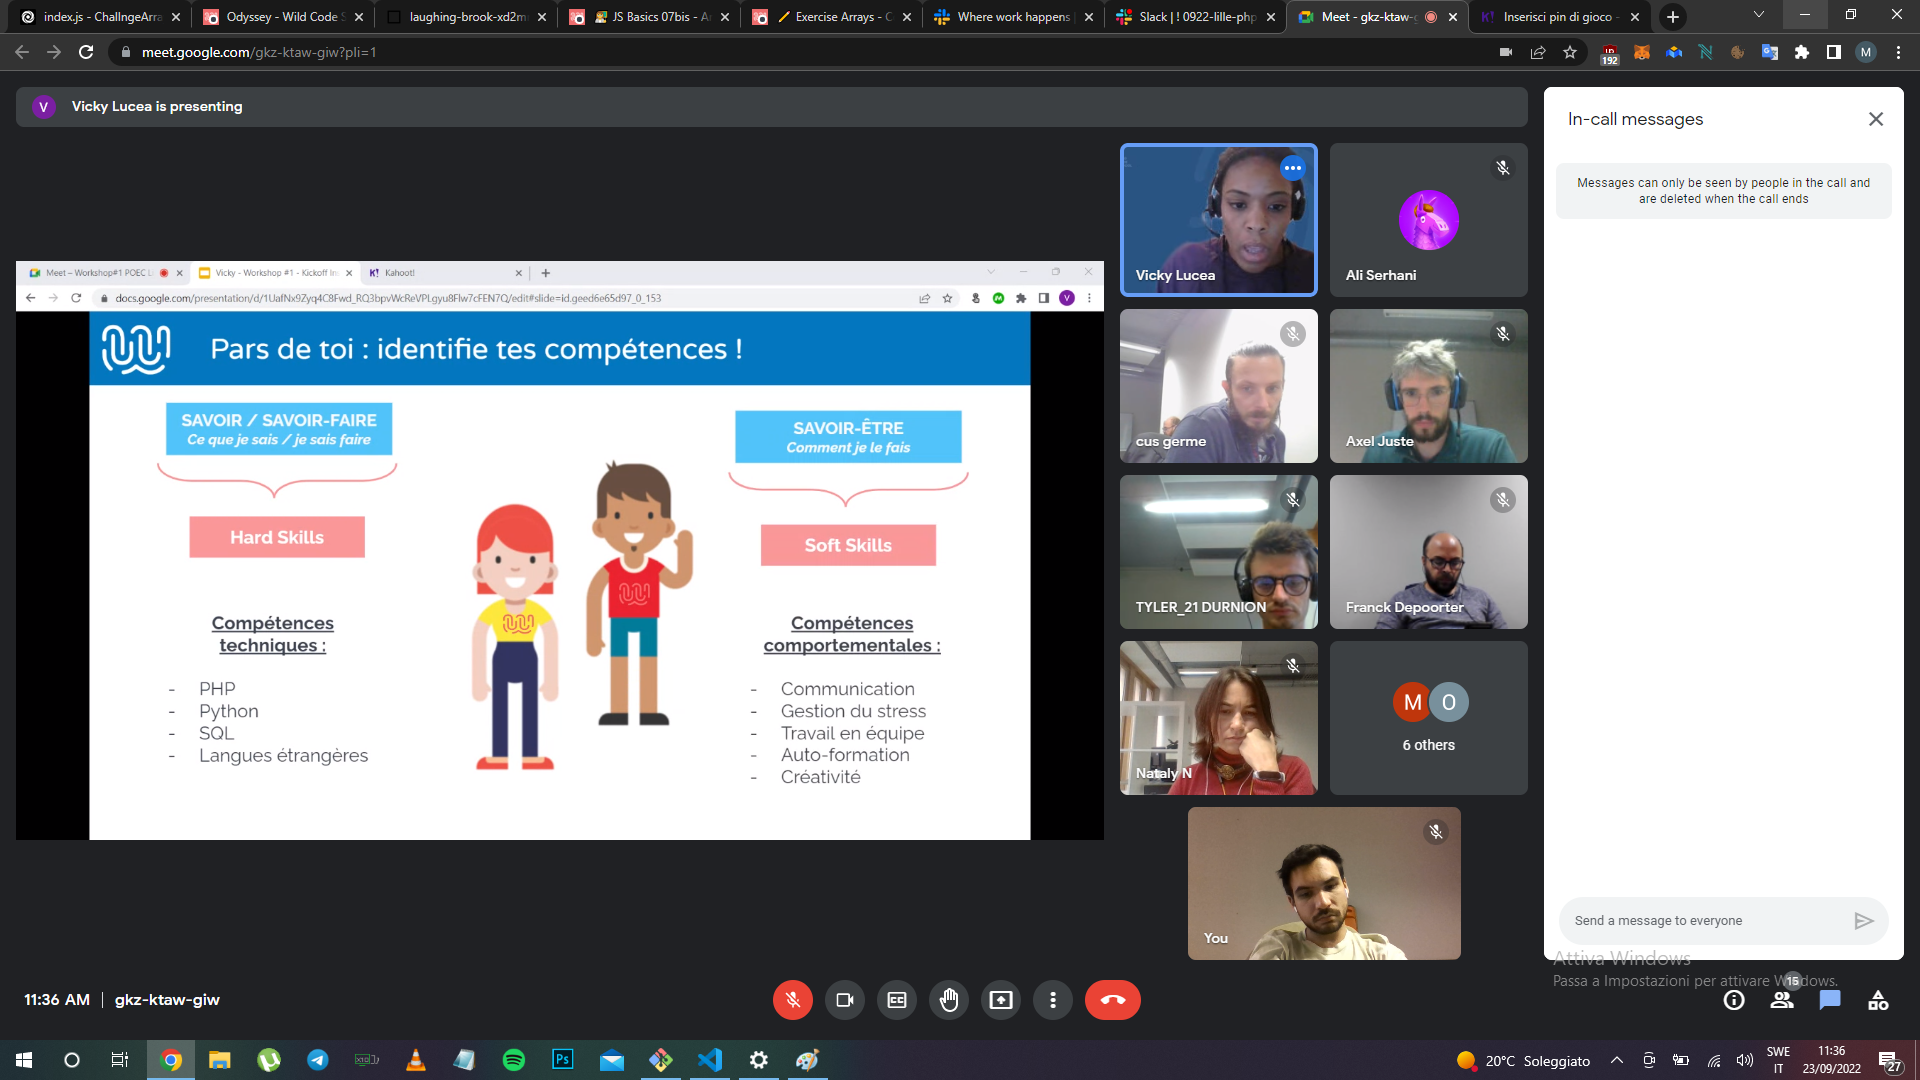 index.js - ChallngeArra
Odyssey - Wild Code S
laughing-brook-xd2m
JS Basics 07bis - A
Exercise Arrays - C
Where work happens
Slack | ! 0922-lille-php
Meet - gkz-ktaw-g
Inserisci pin di gioco -
meet.google.com/gkz-ktaw-giw?pli=1
192
M
V
Vicky Lucea is presenting
In-call messages
Messages can only be seen by people in the call and
are deleted when the call ends
Meet – Workshop#1 POEC L
Vicky - Workshop #1 - Kickoff In
K! Kahoot!
docs.google.com/presentation/d/1UafNx9Zyq4C8Fwd_RQ3bpvWcReVPLgyu8Flw7cFEN7Q/edit#slide=id.geed6e65d97_0_153
V
Pars de toi : identifie tes compétences !
SAVOIR / SAVOIR-FAIRE
Ce que je sais / je sais faire
Hard Skills
Compétences
techniques :
- PHP
- Python
- SQL
- Langues étrangères
SAVOIR-ÊTRE
Comment je le fais
Soft Skills
Compétences
comportementales :
- Communication
- Gestion du stress
- Travail en équipe
- Auto-formation
- Créativité
Vicky Lucea
Ali Serhani
cus germe
Axel Juste
TYLER_21 DURNION
Franck Depoorter
Nataly N
M O
6 others
You
Send a message to everyone
Attiva Windows
Passa a Impostazioni per attivare Windows.
11:36 AM | gkz-ktaw-giw
15
Ps
20°C Soleggiato
SWE
IT
11:36
23/09/2022
27